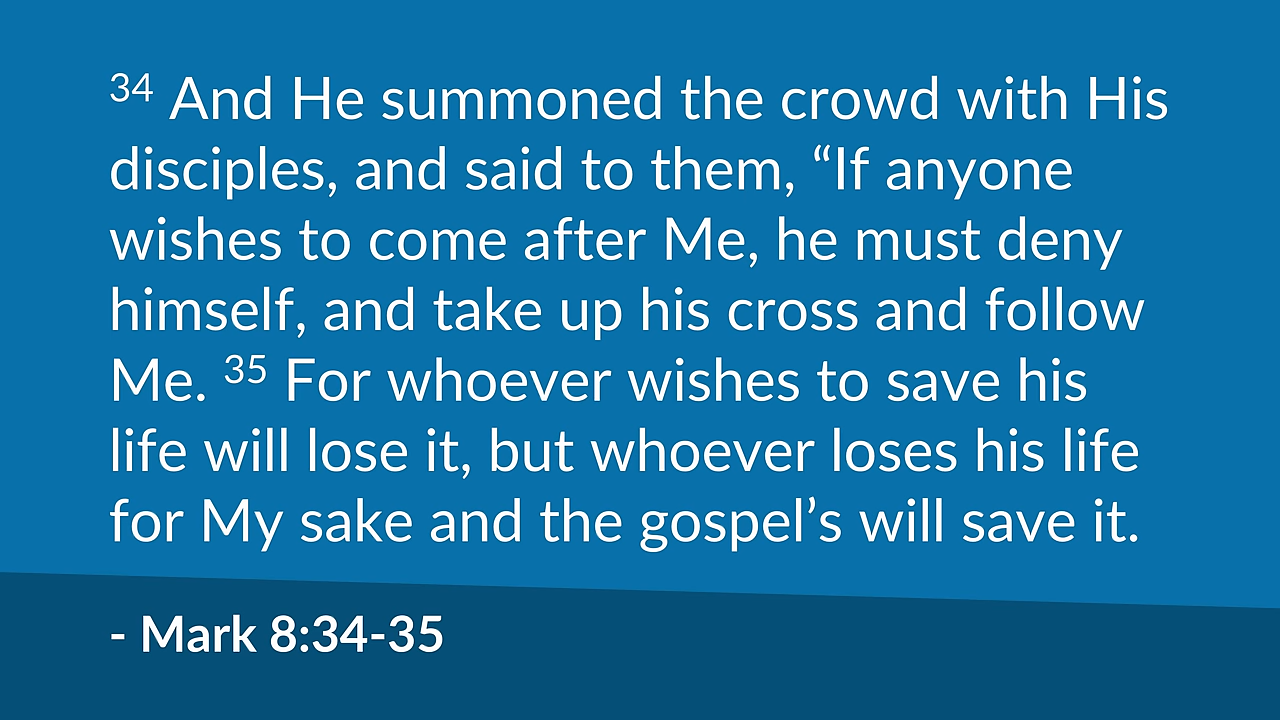 34 And He summoned the crowd with His
disciples, and said to them, “If anyone
wishes to come after Me, he must deny
himself, and take up his cross and follow
Me. 35 For whoever wishes to save his
life will lose it, but whoever loses his life
for My sake and the gospel’s will save it.
- Mark 8:34-35